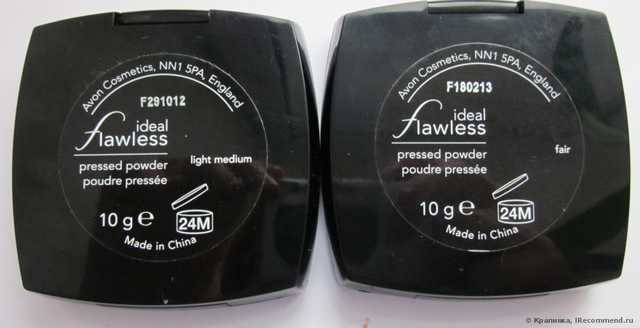 Avon Cosmetics, NN1 5PA, England
F291012
ideal
flawless
pressed powder
poudre pressée
light medium
10 g e
24M
Made in China
Avon Cosmetics, NN1 5PA, England
F180213
ideal
flawless
pressed powder
poudre pressée
fair
10 g e
24M
Made in China
© Крапинка, IRecommend.ru